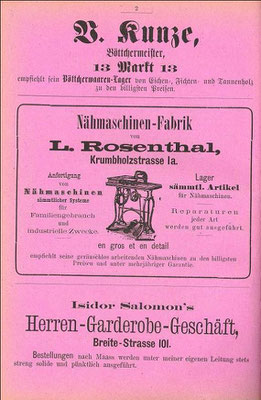 2
V. Kunze,
Böttchermeister,
13 Markt 13
empfiehlt sein Böttcherwaaren-Lager von Eichen-, Fichten- und Tannenholz
zu den billigsten Preisen.
Nähmaschinen-Fabrik
von
L. Rosenthal,
Krumbholzstrasse 1a.
Anfertigung
von
Nähmaschinen
sämmtlicher Systeme
für
Familiengebrauch
und
industrielle Zwecke.
Lager
sämmtl. Artikel
für Nähmaschinen.
Reparaturen
jeder Art
werden gut ausgeführt.
en gros et en detail
empfiehlt seine geräuschlos arbeitenden Nähmaschinen zu den billigsten
Preisen und unter mehrjähriger Garantie.
Isidor Salomon's
Herren-Garderobe-Geschäft,
Breite-Strasse 101.
Bestellungen nach Maass werden unter meiner eigenen Leitung stets
streng solide und pünktlich ausgeführt.